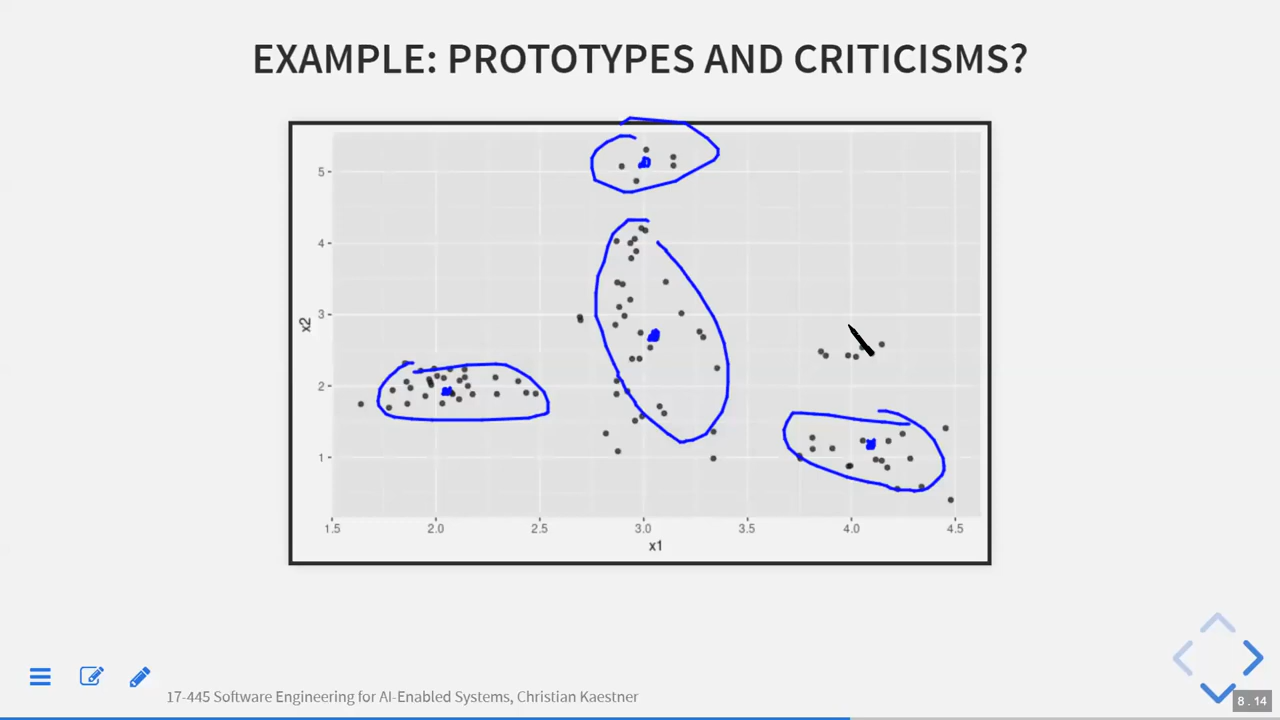 EXAMPLE: PROTOTYPES AND CRITICISMS?
5
4
3
2
1
x2
1.5 2.0 2.5 3.0 3.5 4.0 4.5
x1
17-445 Software Engineering for AI-Enabled Systems, Christian Kaestner
8 . 14